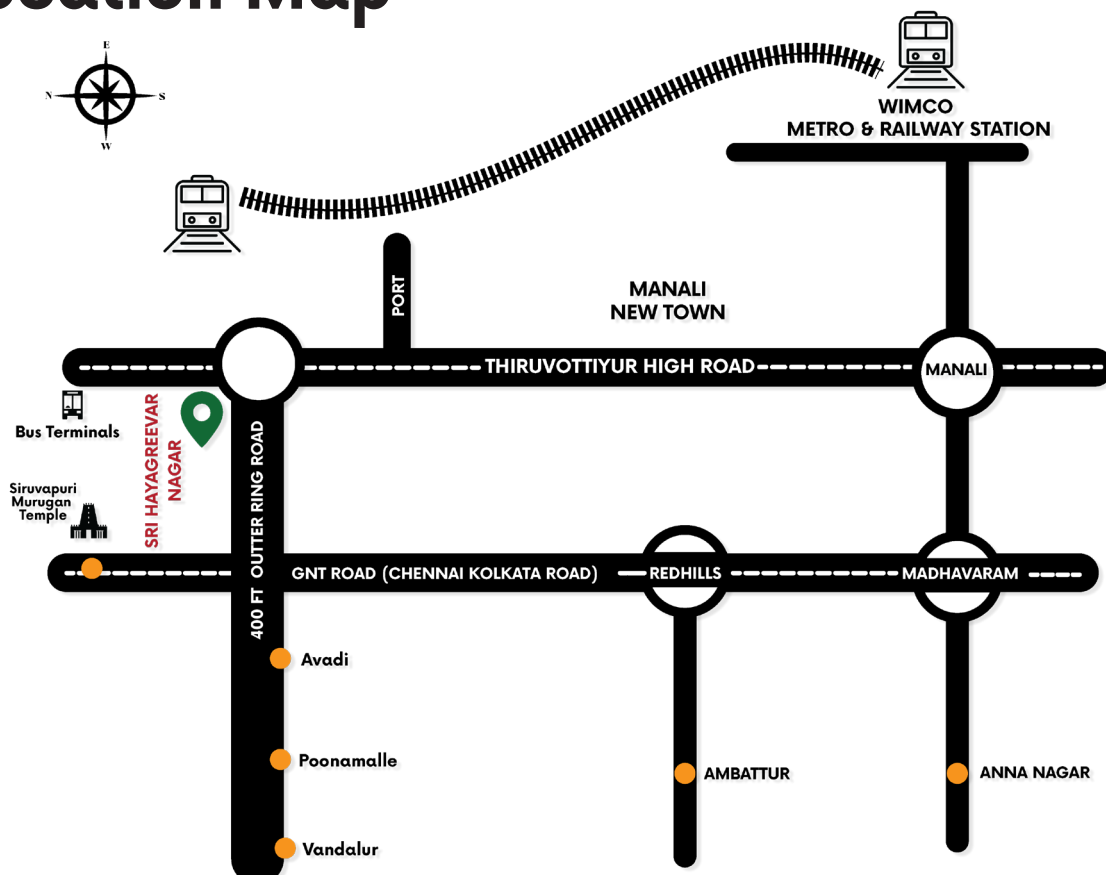 Location Map
E
N
S
W
WIMCO
METRO & RAILWAY STATION
PORT
MANALI
NEW TOWN
THIRUVOTTIYUR HIGH ROAD
MANALI
Bus Terminals
SRI HAYAGREEVAR
NAGAR
400 FT OUTTER RING ROAD
Siruvapuri
Murugan
Temple
GNT ROAD (CHENNAI KOLKATA ROAD)
REDHILLS
MADHAVARAM
Avadi
Poonamalle
AMBATTUR
ANNA NAGAR
Vandalur